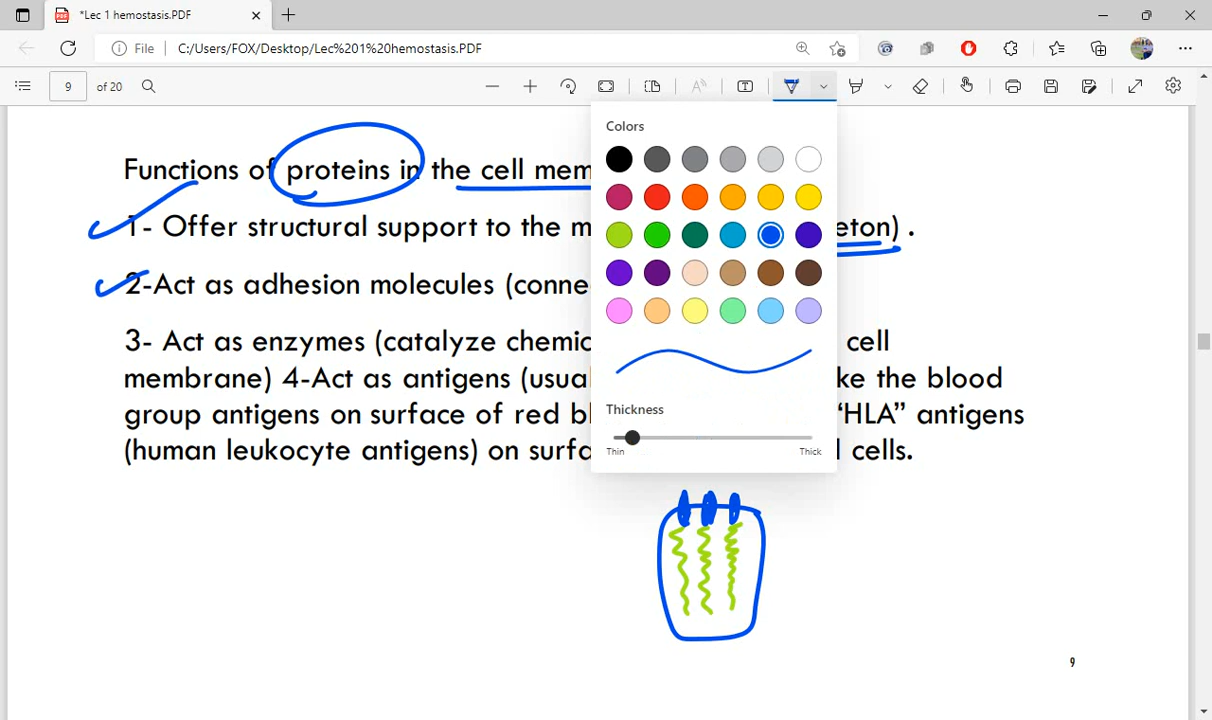 *Lec 1 hemostasis.PDF
File C:/Users/FOX/Desktop/Lec%201%20hemostasis.PDF
9 of 20
Colors
Functions of proteins in the cell mem
1- Offer structural support to the m eton) .
2-Act as adhesion molecules (conne
3- Act as enzymes (catalyze chemic cell
membrane) 4-Act as antigens (usual ke the blood
Thickness
group antigens on surface of red bl “HLA” antigens
(human leukocyte antigens) on surfa cells.
Thin Thick
9